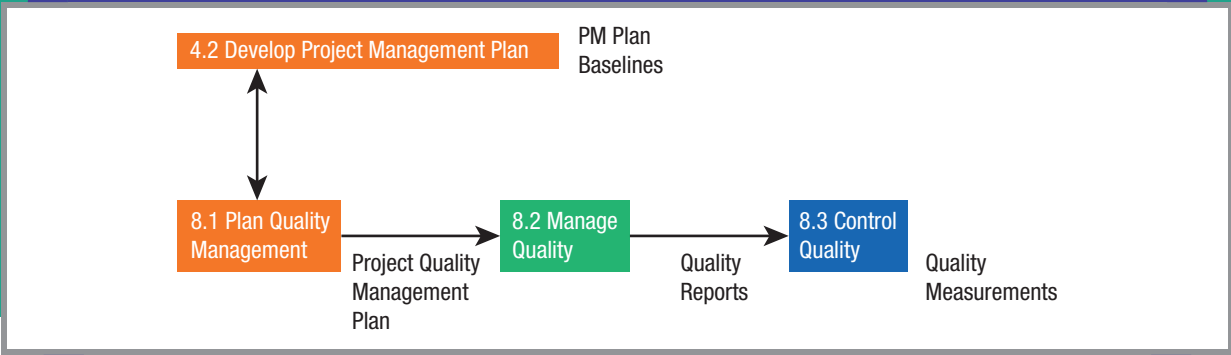 4.2 Develop Project Management Plan
PM Plan
Baselines
8.1 Plan Quality
Management
Project Quality
Management
Plan
8.2 Manage
Quality
Quality
Reports
8.3 Control
Quality
Quality
Measurements